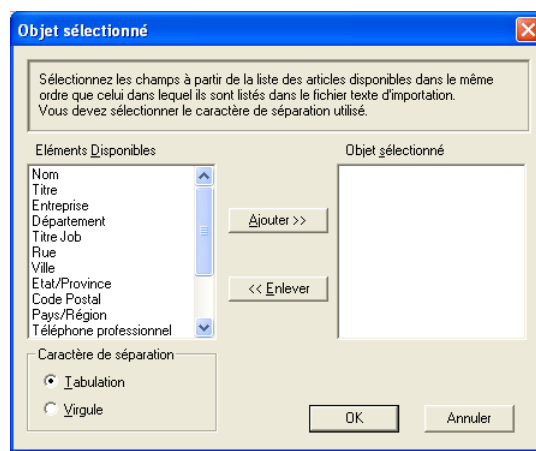 Objet sélectionné
Sélectionnez les champs à partir de la liste des articles disponibles dans le même
ordre que celui dans lequel ils sont listés dans le fichier texte d'importation.
Vous devez sélectionner le caractère de séparation utilisé.
Eléments Disponibles
Nom
Titre
Entreprise
Département
Titre Job
Rue
Ville
Etat/Province
Code Postal
Pays/Région
Téléphone professionnel
Ajouter >>
<< Enlever
Objet sélectionné
Caractère de séparation
Tabulation
Virgule
OK
Annuler